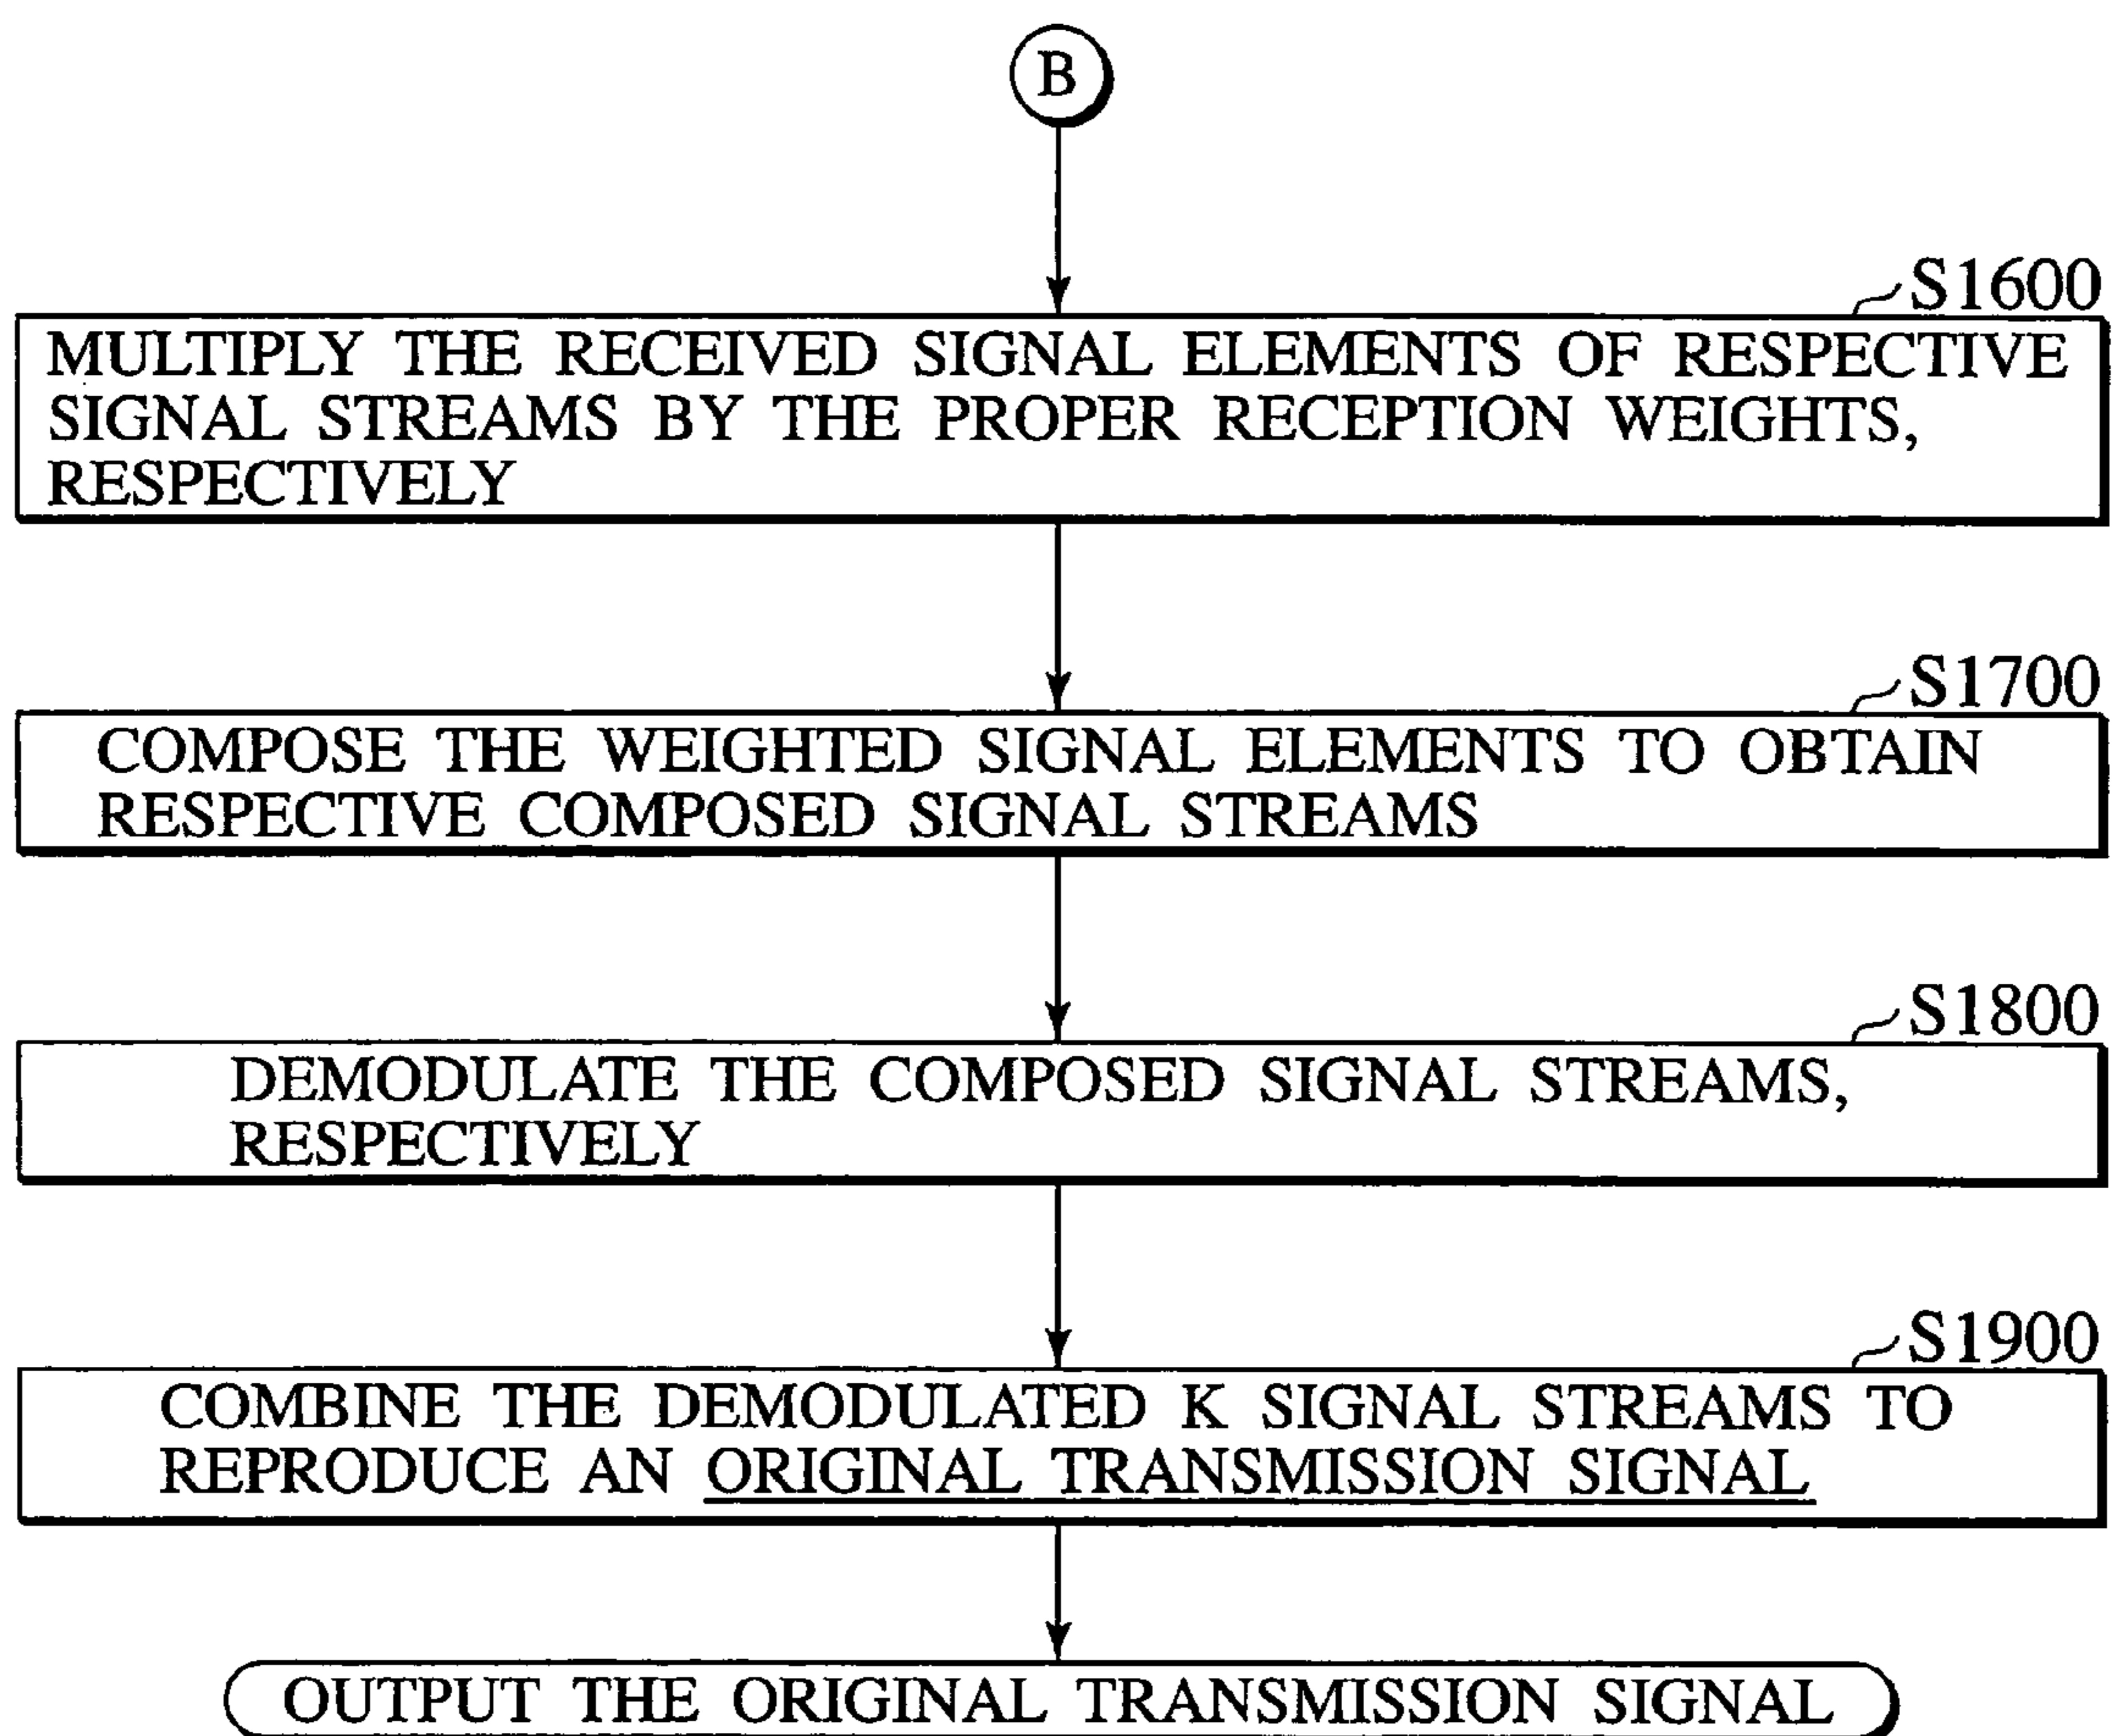 B
S1600
MULTIPLY THE RECEIVED SIGNAL ELEMENTS OF RESPECTIVE
SIGNAL STREAMS BY THE PROPER RECEPTION WEIGHTS,
RESPECTIVELY
S1700
COMPOSE THE WEIGHTED SIGNAL ELEMENTS TO OBTAIN
RESPECTIVE COMPOSED SIGNAL STREAMS
S1800
DEMODULATE THE COMPOSED SIGNAL STREAMS,
RESPECTIVELY
S1900
COMBINE THE DEMODULATED K SIGNAL STREAMS TO
REPRODUCE AN ORIGINAL TRANSMISSION SIGNAL
OUTPUT THE ORIGINAL TRANSMISSION SIGNAL